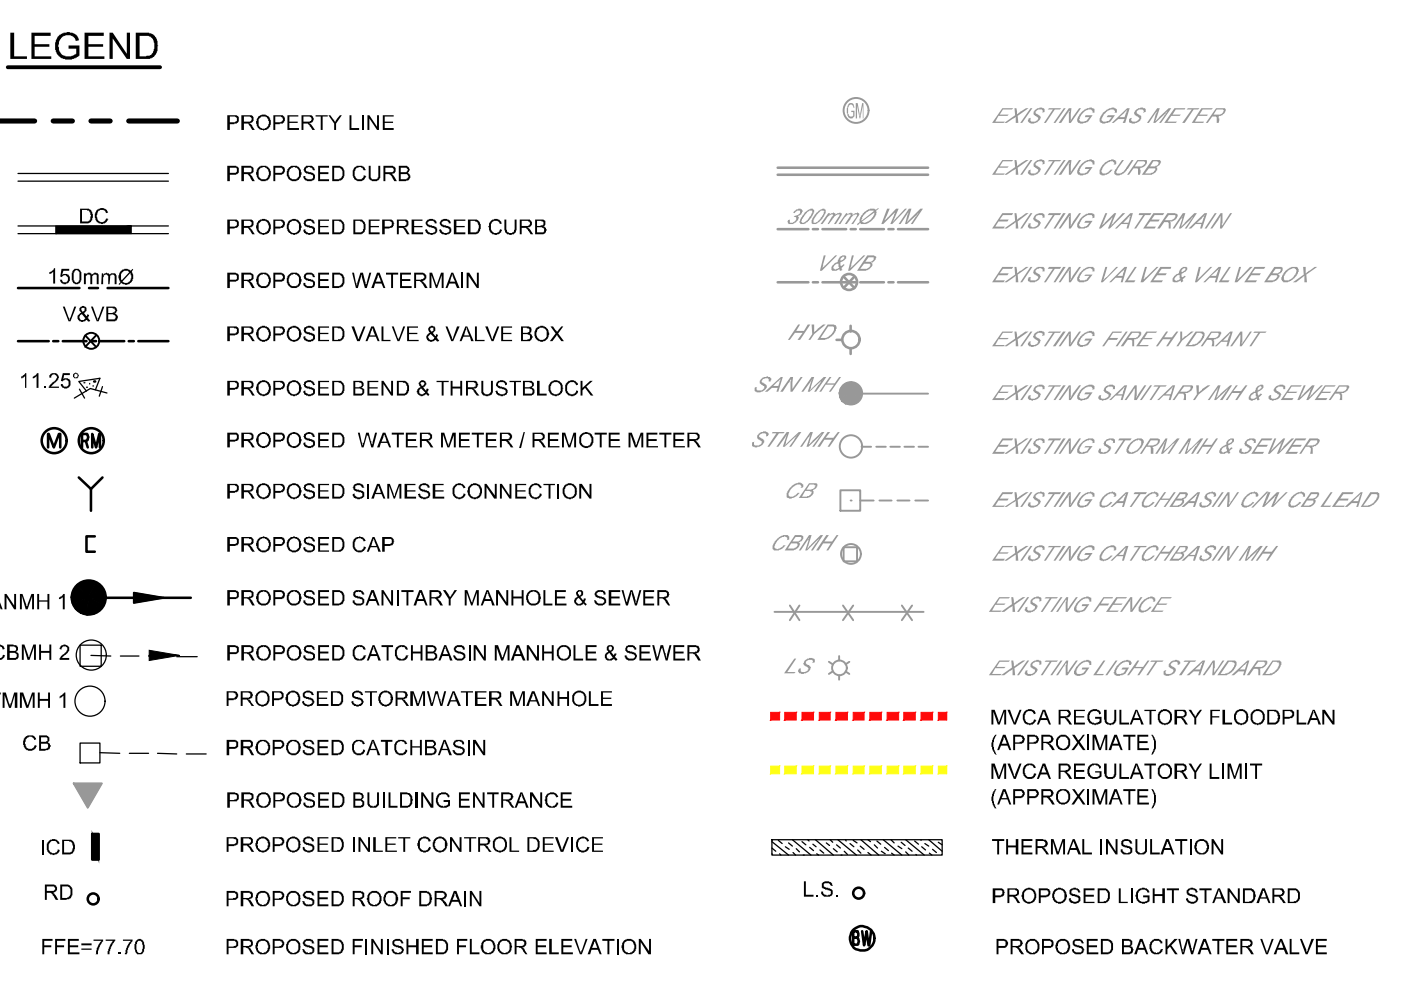 LEGEND
PROPERTY LINE
PROPOSED CURB
DC PROPOSED DEPRESSED CURB
150mmØ PROPOSED WATERMAIN
V&VB PROPOSED VALVE & VALVE BOX
11.25° PROPOSED BEND & THRUSTBLOCK
M RM PROPOSED WATER METER / REMOTE METER
PROPOSED SIAMESE CONNECTION
PROPOSED CAP
ANMH 1 PROPOSED SANITARY MANHOLE & SEWER
CBMH 2 PROPOSED CATCHBASIN MANHOLE & SEWER
MMH 1 PROPOSED STORMWATER MANHOLE
CB PROPOSED CATCHBASIN
PROPOSED BUILDING ENTRANCE
ICD PROPOSED INLET CONTROL DEVICE
RD PROPOSED ROOF DRAIN
FFE=77.70 PROPOSED FINISHED FLOOR ELEVATION
GM EXISTING GAS METER
EXISTING CURB
300mmØ WM EXISTING WATERMAIN
V&VB EXISTING VALVE & VALVE BOX
HYD EXISTING FIRE HYDRANT
SAN MH EXISTING SANITARY MH & SEWER
STM MH EXISTING STORM MH & SEWER
CB EXISTING CATCHBASIN C/W CB LEAD
CBMH EXISTING CATCHBASIN MH
EXISTING FENCE
LS EXISTING LIGHT STANDARD
MVCA REGULATORY FLOODPLAN
(APPROXIMATE)
MVCA REGULATORY LIMIT
(APPROXIMATE)
THERMAL INSULATION
L.S. PROPOSED LIGHT STANDARD
BW PROPOSED BACKWATER VALVE